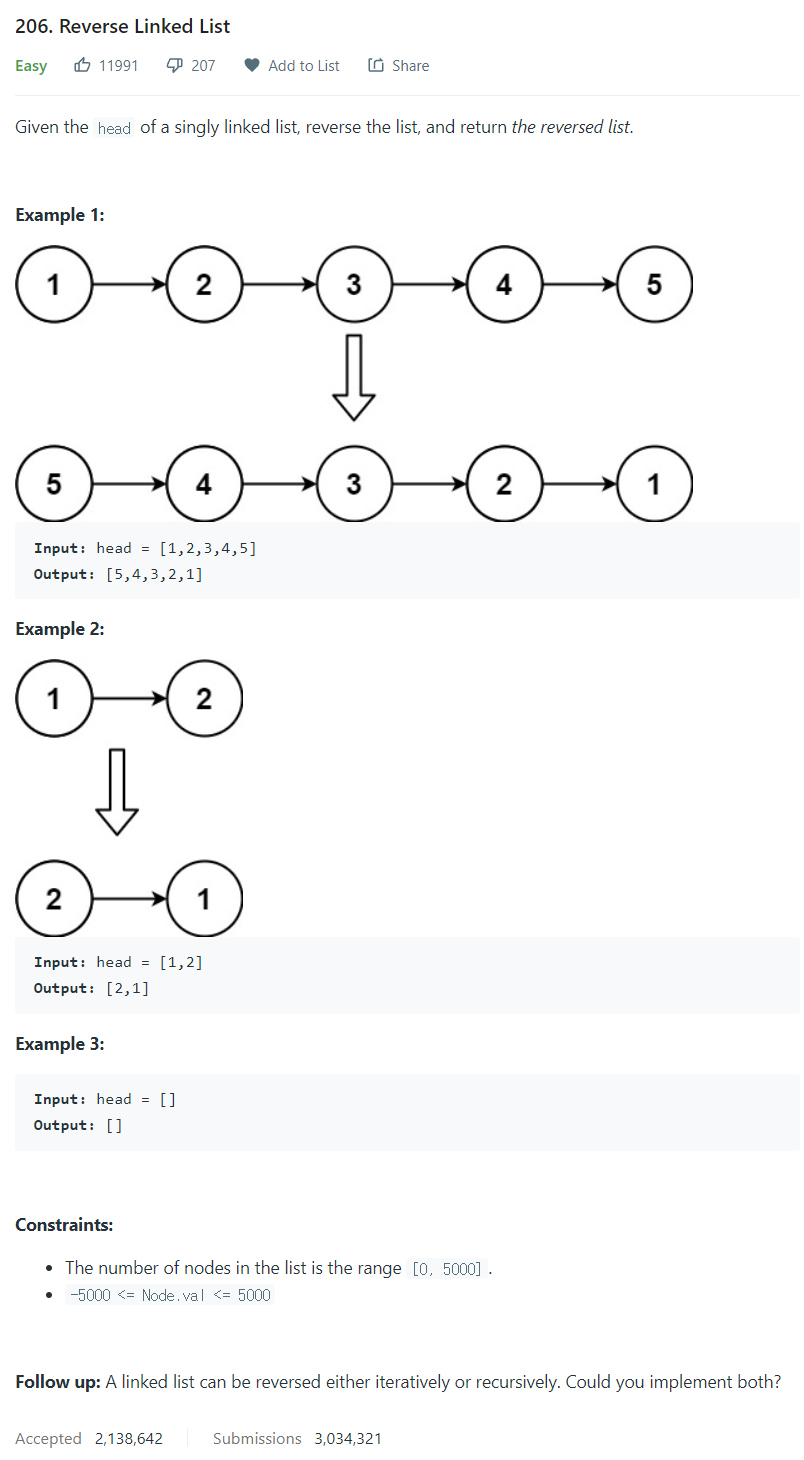 206. Reverse Linked List
Easy 11991 207 Add to List Share
Given the head of a singly linked list, reverse the list, and return the reversed list.
Example 1:
1 2 3 4 5
5 4 3 2 1
Input: head = [1,2,3,4,5]
Output: [5,4,3,2,1]
Example 2:
1 2
2 1
Input: head = [1,2]
Output: [2,1]
Example 3:
Input: head = []
Output: []
Constraints:
• The number of nodes in the list is the range [0, 5000] .
• -5000 <= Node.val <= 5000
Follow up: A linked list can be reversed either iteratively or recursively. Could you implement both?
Accepted 2,138,642 Submissions 3,034,321